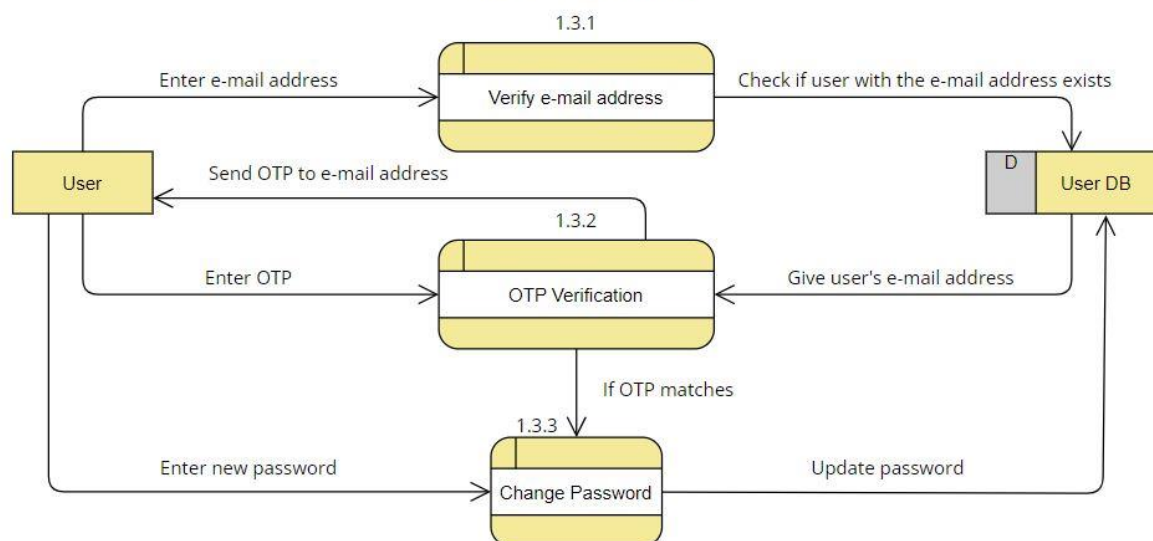 1.3.1
Enter e-mail address
Verify e-mail address
Check if user with the e-mail address exists
User
Send OTP to e-mail address
D
User DB
1.3.2
Enter OTP
OTP Verification
Give user's e-mail address
If OTP matches
1.3.3
Enter new password
Change Password
Update password